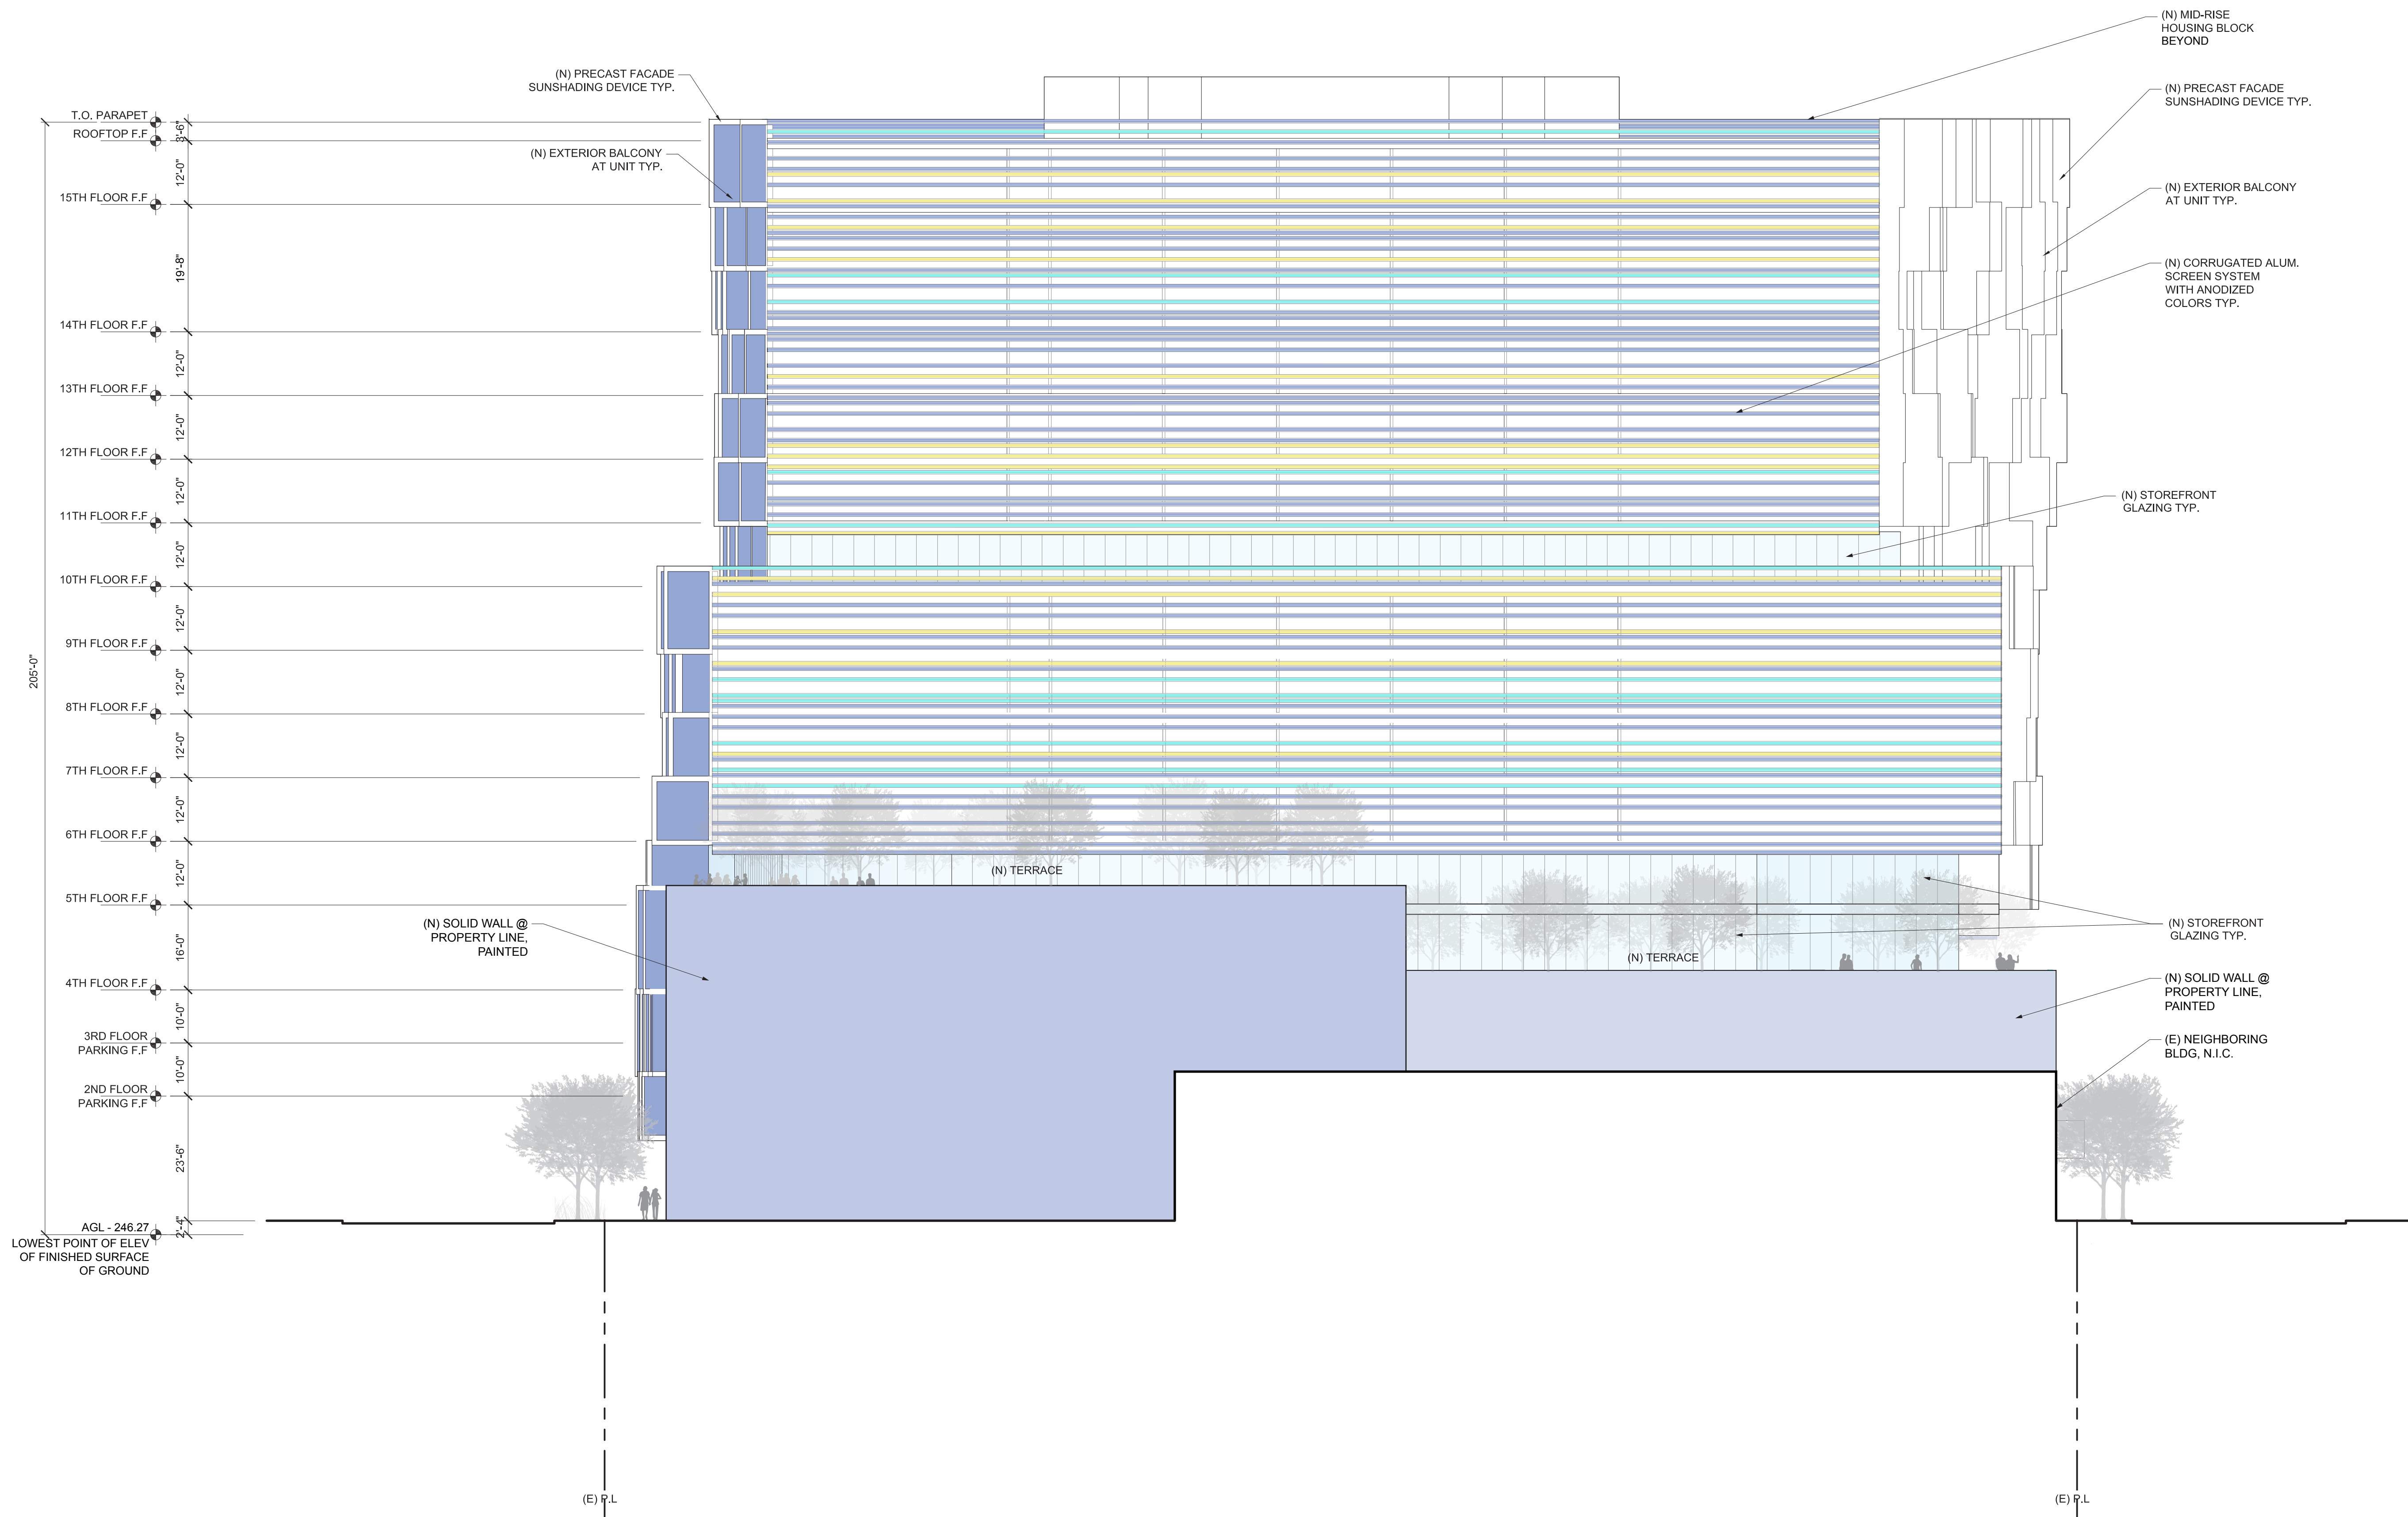 (N) MID-RISE
HOUSING BLOCK
BEYOND
(N) PRECAST FACADE
SUNSHADING DEVICE TYP.
(N) PRECAST FACADE
SUNSHADING DEVICE TYP.
T.O. PARAPET
3'-6"
ROOFTOP F.F
(N) EXTERIOR BALCONY
AT UNIT TYP.
12'-0"
(N) EXTERIOR BALCONY
AT UNIT TYP.
15TH FLOOR F.F
19'-8"
(N) CORRUGATED ALUM.
SCREEN SYSTEM
WITH ANODIZED
COLORS TYP.
14TH FLOOR F.F
12'-0"
13TH FLOOR F.F
12'-0"
12TH FLOOR F.F
12'-0"
(N) STOREFRONT
GLAZING TYP.
11TH FLOOR F.F
12'-0"
10TH FLOOR F.F
12'-0"
9TH FLOOR F.F
205'-0"
12'-0"
8TH FLOOR F.F
12'-0"
7TH FLOOR F.F
12'-0"
6TH FLOOR F.F
12'-0"
(N) TERRACE
5TH FLOOR F.F
(N) SOLID WALL @
PROPERTY LINE,
PAINTED
16'-0"
(N) STOREFRONT
GLAZING TYP.
(N) TERRACE
4TH FLOOR F.F
(N) SOLID WALL @
PROPERTY LINE,
PAINTED
10'-0"
3RD FLOOR
PARKING F.F
(E) NEIGHBORING
BLDG, N.I.C.
10'-0"
2ND FLOOR
PARKING F.F
23'-6"
2'-4"
AGL - 246.27
LOWEST POINT OF ELEV
OF FINISHED SURFACE
OF GROUND
(E) P.L
(E) P.L